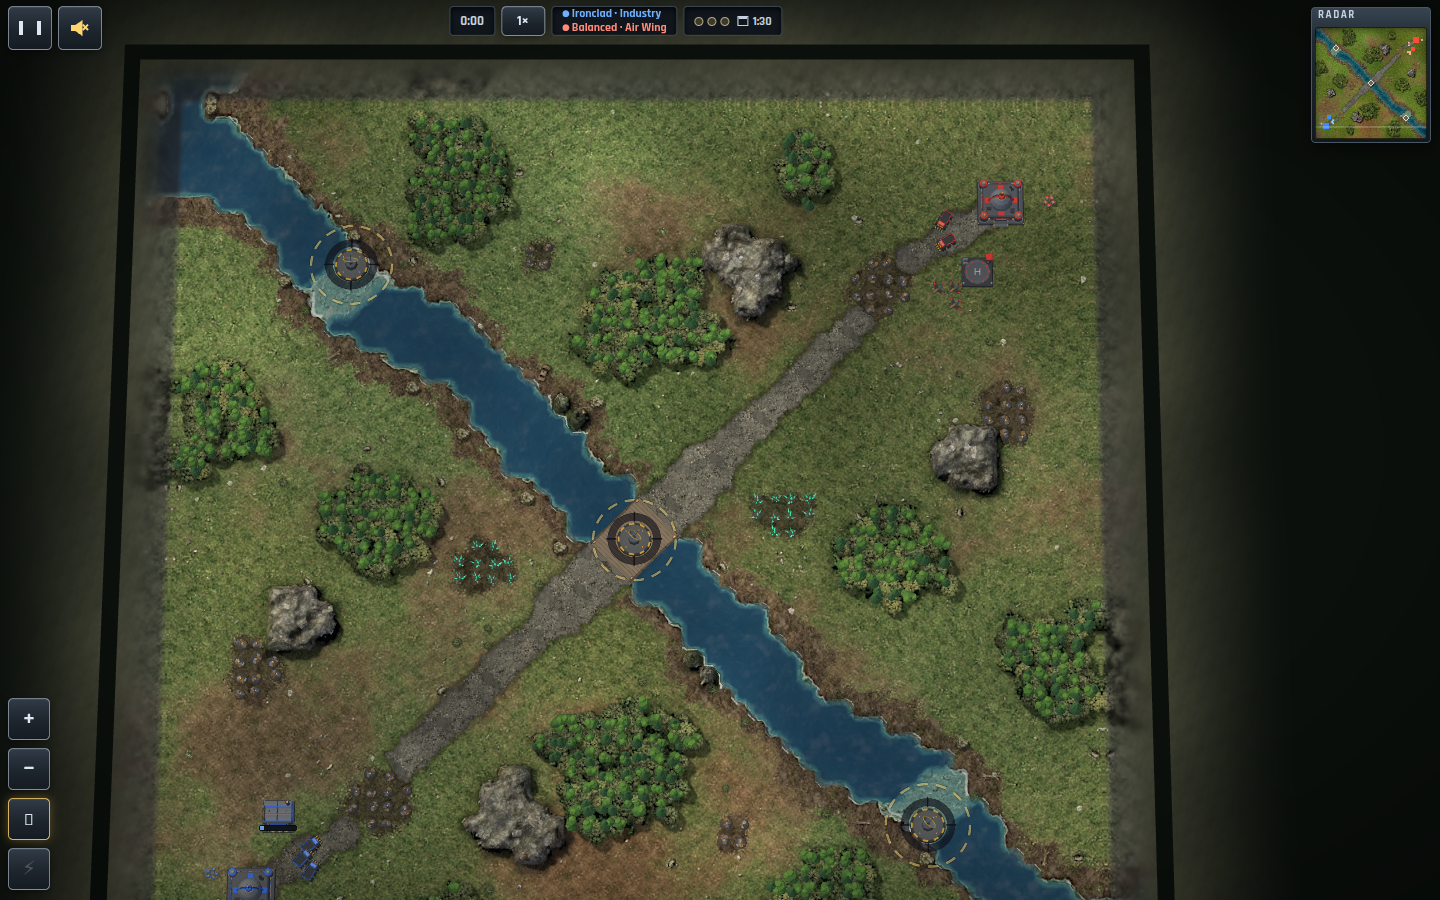 0:00
1×
Ironclad · Industry
Balanced · Air Wing
1:30
RADAR
H
+
−